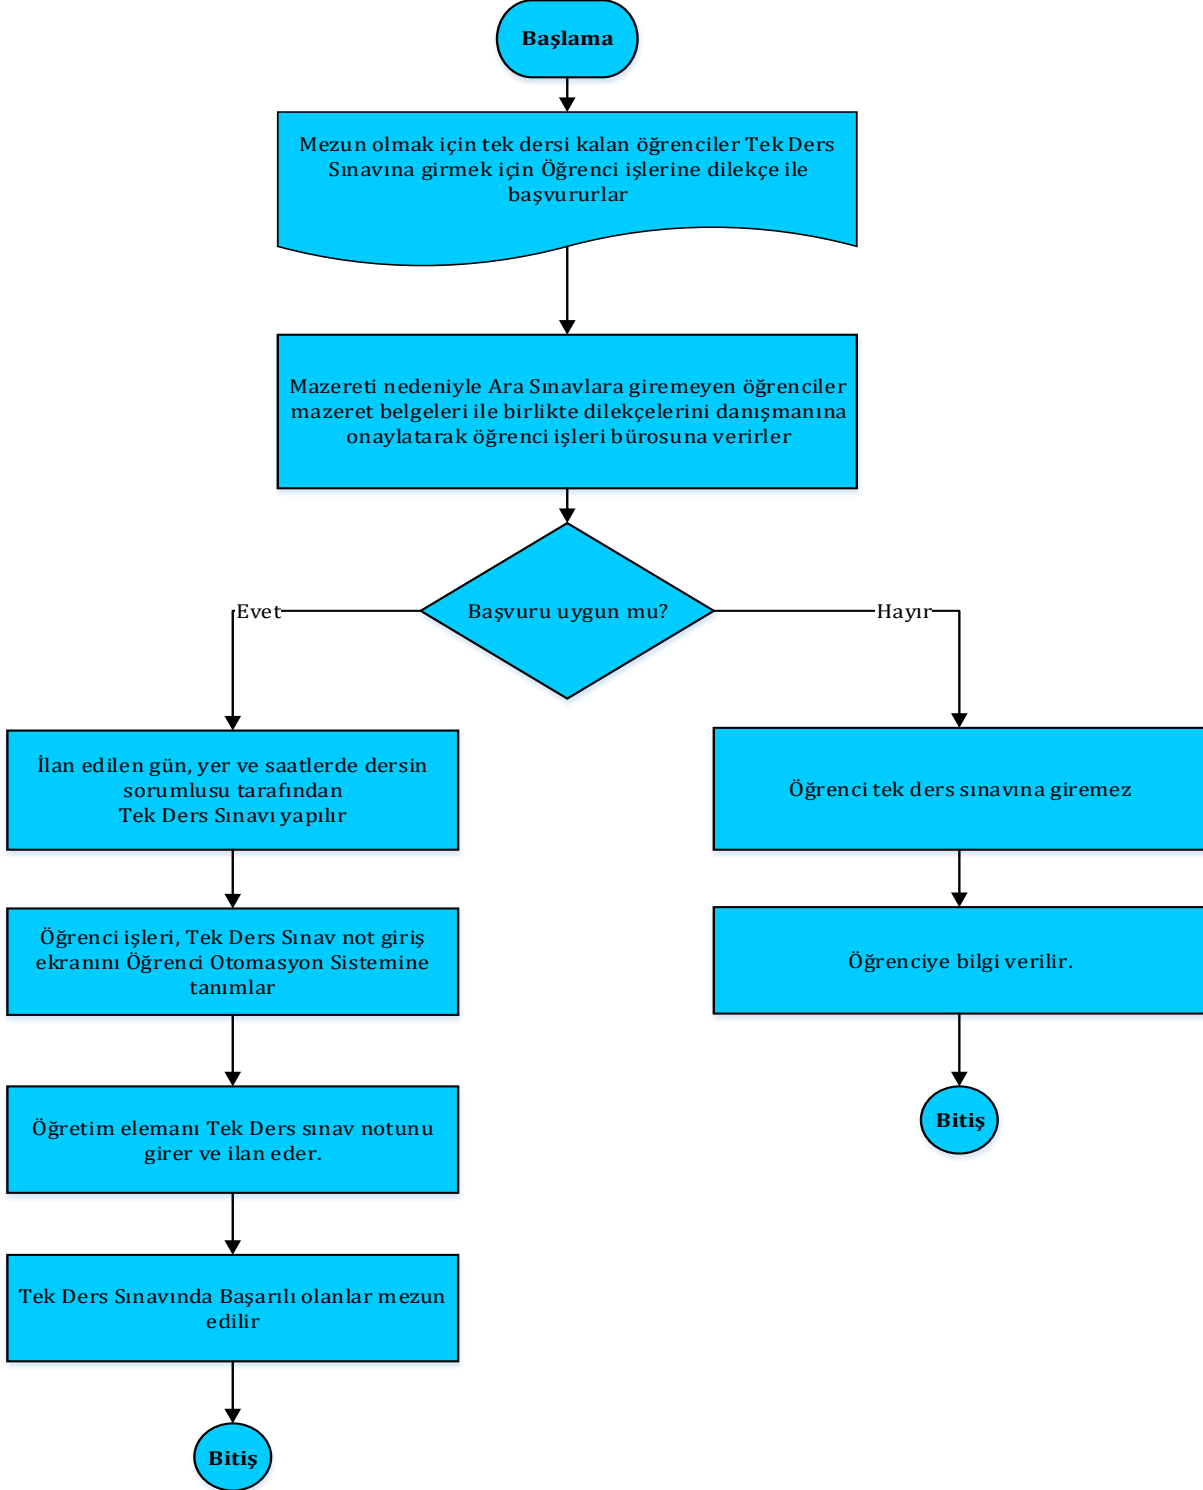 Başlama
Mezun olmak için tek dersi kalan öğrenciler Tek Ders
Sınavına girmek için Öğrenci işlerine dilekçe ile
başvururlar
Mazereti nedeniyle Ara Sınavlara giremeyen öğrenciler
mazeret belgeleri ile birlikte dilekçelerini danışmanına
onaylatarak öğrenci işleri bürosuna verirler
Başvuru uygun mu?
Evet
Hayır
İlan edilen gün, yer ve saatlerde dersin
sorumlusu tarafından
Tek Ders Sınavı yapılır
Öğrenci işleri, Tek Ders Sınav not giriş
ekranını Öğrenci Otomasyon Sistemine
tanımlar
Öğretim elemanı Tek Ders sınav notunu
girer ve ilan eder.
Tek Ders Sınavında Başarılı olanlar mezun
edilir
Bitiş
Öğrenci tek ders sınavına giremez
Öğrenciye bilgi verilir.
Bitiş